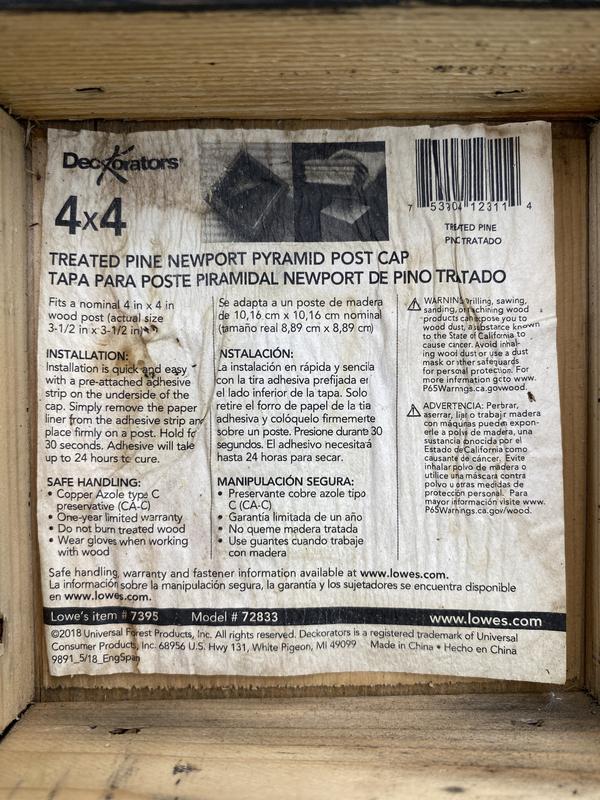 Deckorators
4x4
7 53304 12311 4
TREATED PINE
PINO TRATADO
TREATED PINE NEWPORT PYRAMID POST CAP
TAPA PARA POSTE PIRAMIDAL NEWPORT DE PINO TRATADO
Fits a nominal 4 in x 4 in
wood post (actual size
3-1/2 in x 3-1/2 in)
INSTALLATION:
Installation is quick and easy
with a pre-attached adhesive
strip on the underside of the
cap. Simply remove the paper
liner from the adhesive strip and
place firmly on a post. Hold for
30 seconds. Adhesive will take
up to 24 hours to cure.
SAFE HANDLING:
• Copper Azole type C
preservative (CA-C)
• One-year limited warranty
• Do not burn treated wood
• Wear gloves when working
with wood
Se adapta a un poste de madera
de 10,16 cm x 10,16 cm nominal
(tamaño real 8,89 cm x 8,89 cm)
INSTALACIÓN:
La instalación en rápida y sencilla
con la tira adhesiva prefijada en
el lado inferior de la tapa. Solo
retire el forro de papel de la tira
adhesiva y colóquelo firmemente
sobre un poste. Presione durante 30
segundos. El adhesivo necesitará
hasta 24 horas para secar.
MANIPULACIÓN SEGURA:
• Preservante cobre azole tipo
C (CA-C)
• Garantía limitada de un año
• No queme madera tratada
• Use guantes cuando trabaje
con madera
WARNING: Drilling, sawing,
sanding, or machining wood
products can expose you to
wood dust, a substance known
to the State of California to
cause cancer. Avoid inhal-
ing wood dust or use a dust
mask or other safeguards
for personal protection. For
more information go to www.
P65Warnings.ca.gov/wood.
ADVERTENCIA: Perbrar,
aserrar, lijar o trabajar madera
con máquinas puede expon-
erle a polvo de madera, una
sustancia conocida por el
Estado de California como
causante de cáncer. Evite
inhalar polvo de madera o
utilice una máscara contra
polvo u otras medidas de
protección personal. Para
mayor información visite www.
P65Warnings.ca.gov/wood.
Safe handling, warranty and fastener information available at www.lowes.com.
La información sobre la manipulación segura, la garantía y los sujetadores se encuentra disponible
en www.lowes.com.
Lowe's item # 7395 Model # 72833 www.lowes.com
©2018 Universal Forest Products, Inc. All rights reserved. Deckorators is a registered trademark of Universal
Consumer Products, Inc. 68956 U.S. Hwy 131, White Pigeon, MI 49099 Made in China • Hecho en China
9891_5/18_EngSpan